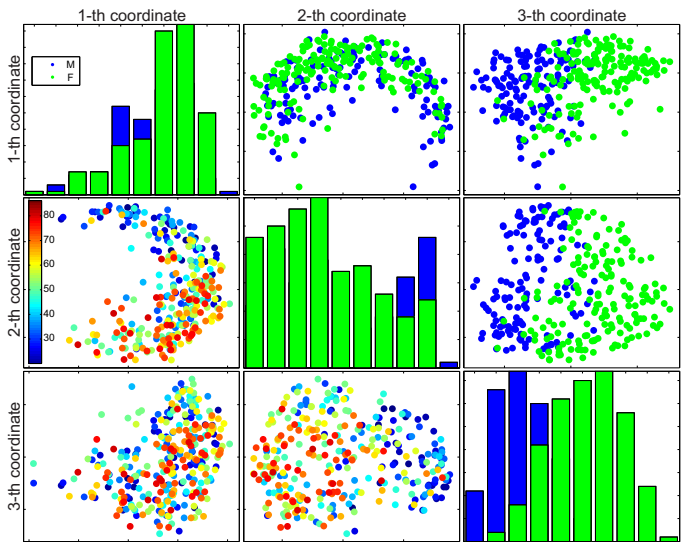 1-th coordinate
2-th coordinate
3-th coordinate
1-th coordinate
M
F
2-th coordinate
80
70
60
50
40
30
3-th coordinate